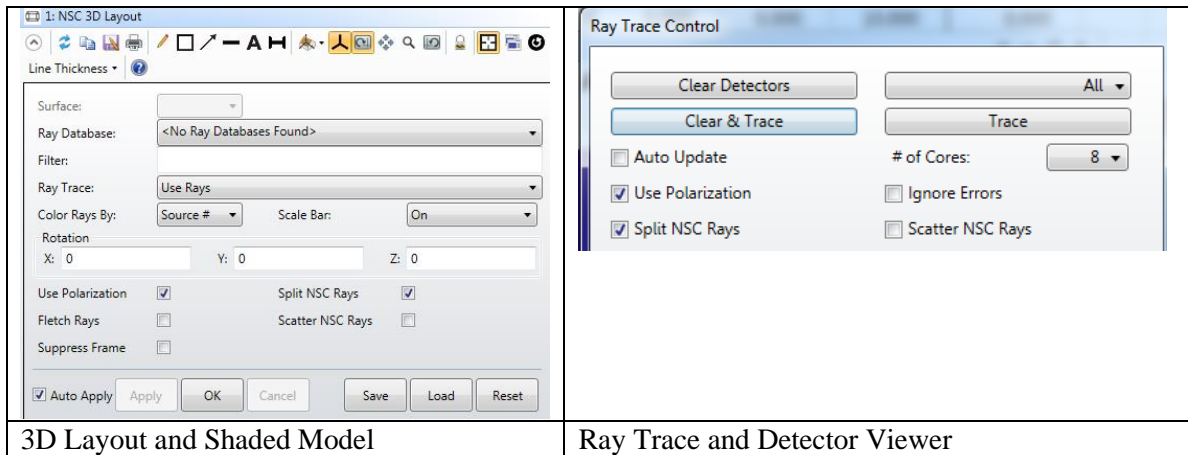 1: NSC 3D Layout
A H
Line Thickness
Surface:
Ray Database: <No Ray Databases Found>
Filter:
Ray Trace: Use Rays
Color Rays By: Source # Scale Bar: On
Rotation
X: 0 Y: 0 Z: 0
Use Polarization Split NSC Rays
Fletch Rays Scatter NSC Rays
Suppress Frame
Auto Apply Apply OK Cancel Save Load Reset
3D Layout and Shaded Model
Ray Trace Control
Clear Detectors All
Clear & Trace Trace
Auto Update # of Cores: 8
Use Polarization Ignore Errors
Split NSC Rays Scatter NSC Rays
Ray Trace and Detector Viewer